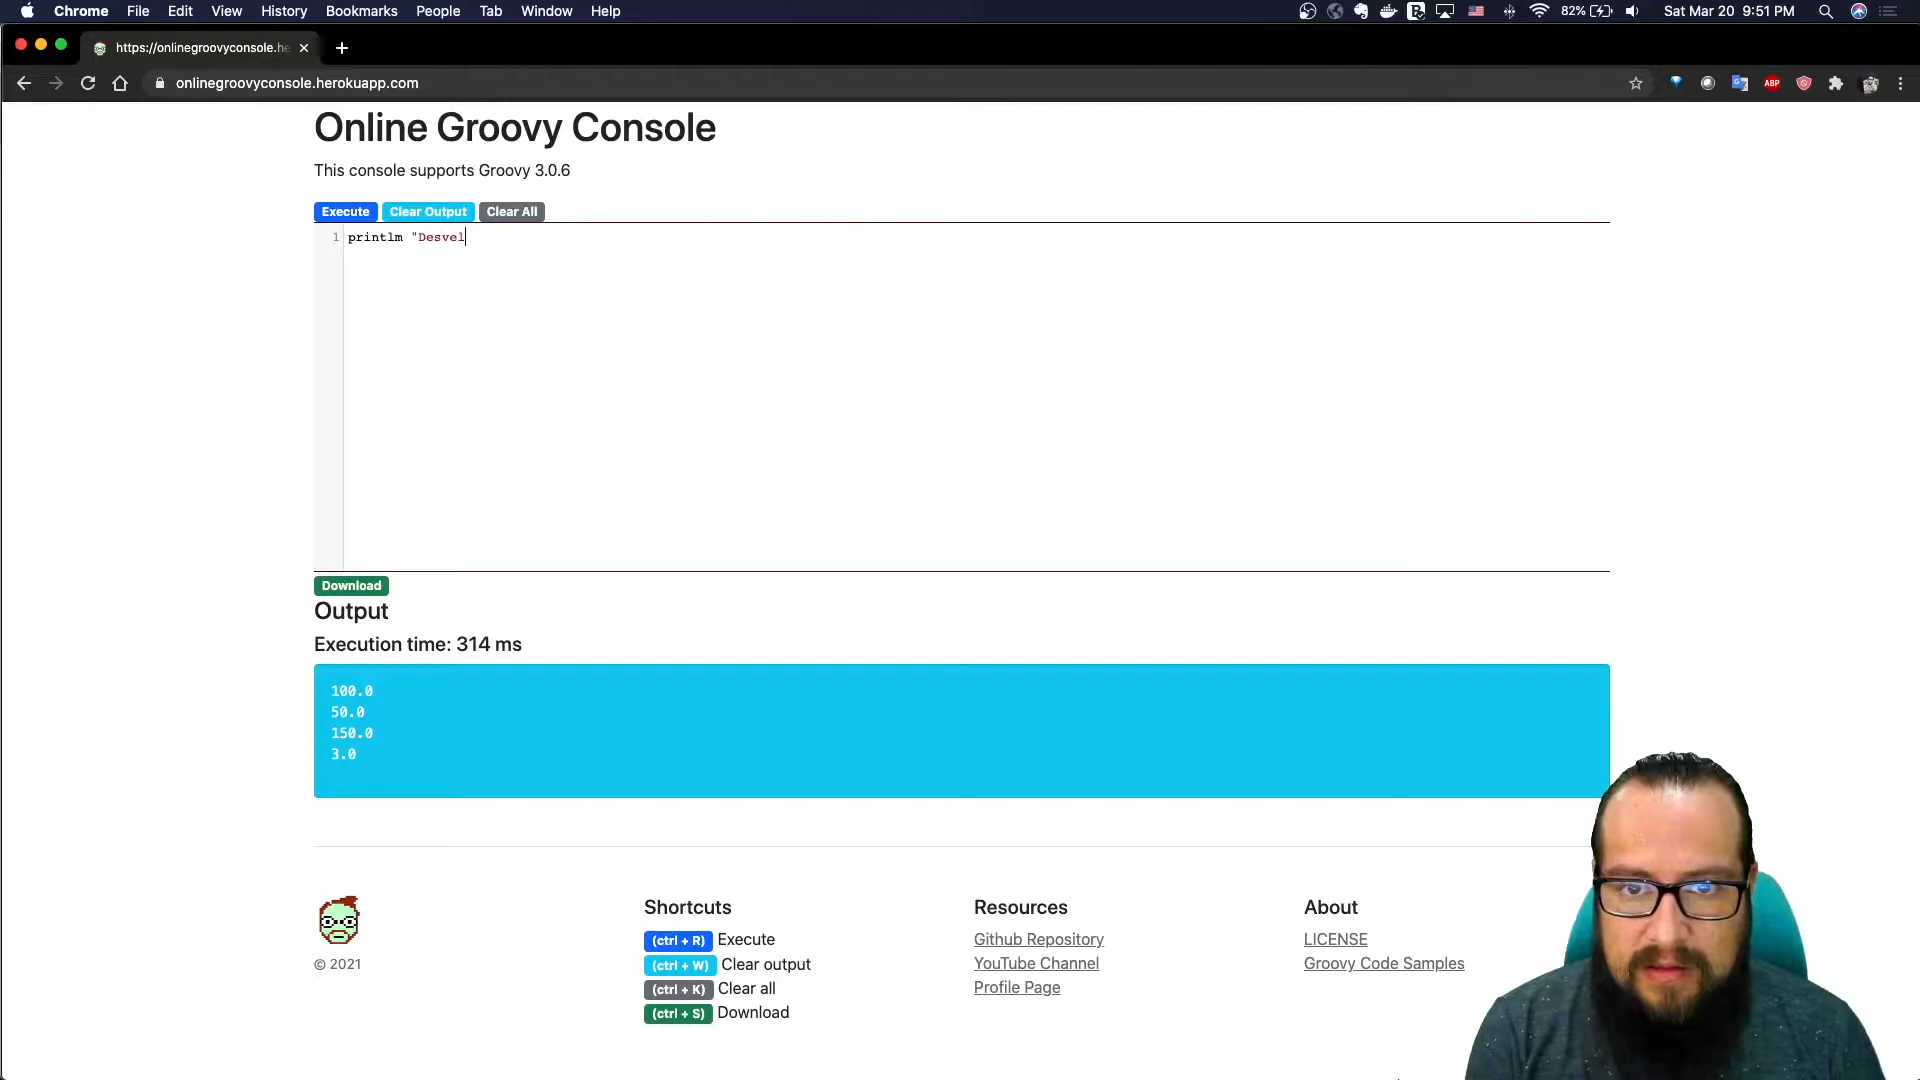 Chrome File Edit View History Bookmarks People Tab Window Help 82% Sat Mar 20 9:51 PM
https://onlinegroovyconsole.he
onlinegroovyconsole.herokuapp.com ABP
Online Groovy Console
This console supports Groovy 3.0.6
Execute Clear Output Clear All
1 printlm "Desvel
Download
Output
Execution time: 314 ms
100.0
50.0
150.0
3.0
Shortcuts Resources About
(ctrl + R) Execute Github Repository LICENSE
(ctrl + W) Clear output YouTube Channel Groovy Code Samples
© 2021
(ctrl + K) Clear all Profile Page
(ctrl + S) Download